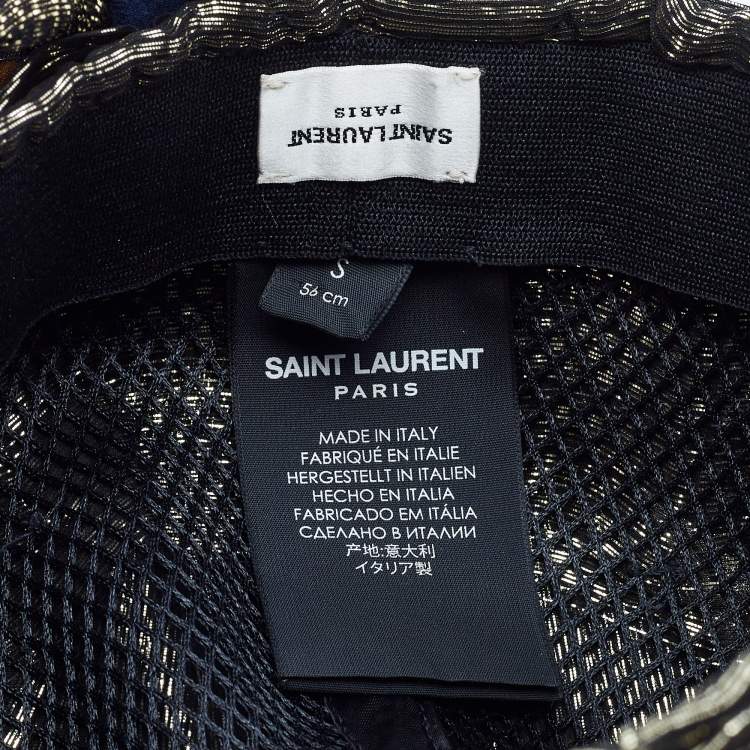 SAINT LAURENT
PARIS
S
56 cm
SAINT LAURENT
PARIS
MADE IN ITALY
FABRIQUÉ EN ITALIE
HERGESTELLT IN ITALIEN
HECHO EN ITALIA
FABRICADO EM ITÁLIA
СДЕЛАНО В ИТАЛИИ
产地:意大利
イタリア製